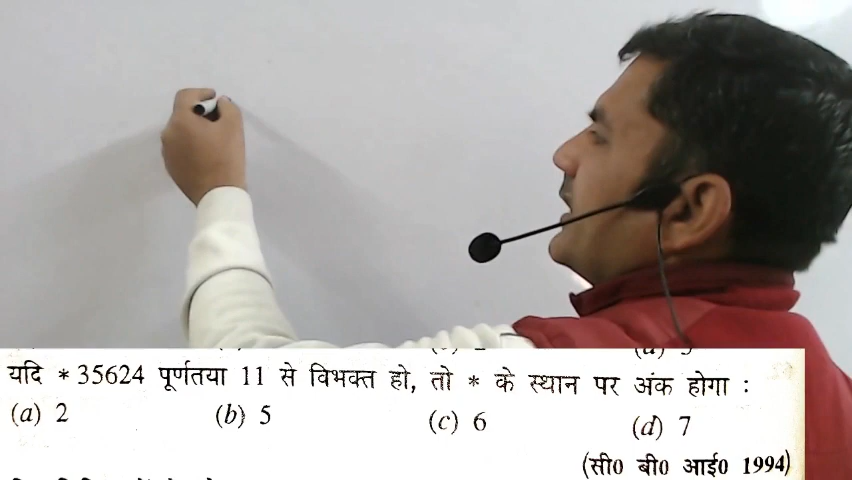 यदि * 35624 पूर्णतया 11 से विभक्त हो, तो * के स्थान पर अंक होगा :
(a) 2 (b) 5 (c) 6 (d) 7
(सी0 बी0 आई0 1994)